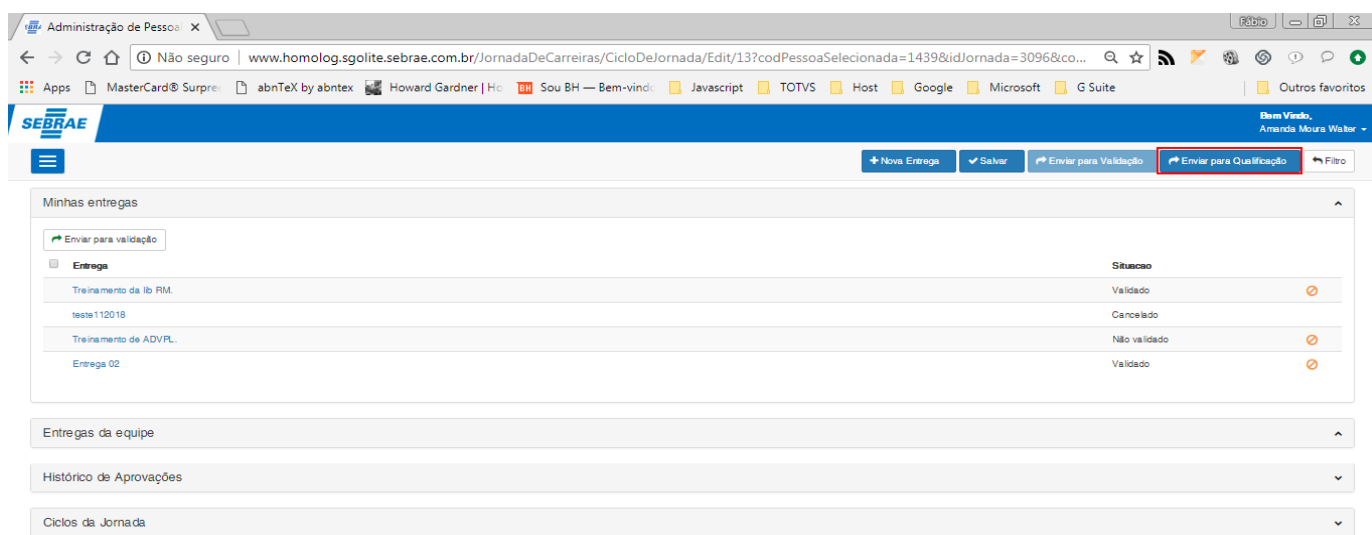 Administração de Pessoa
Fábio
Não seguro | www.homolog.sgolite.sebrae.com.br/JornadaDeCarreiras/CicloDeJornada/Edit/13?codPessoaSelecionada=1439&idJornada=3096&co...
Apps MasterCard® Surpre abnTeX by abntex Howard Gardner | Ho BH Sou BH — Bem-vindo Javascript TOTVS Host Google Microsoft G Suite Outros favoritos
SEBRAE
Bem Vindo,
Amanda Moura Walter
Nova Entrega Salvar Enviar para Validação Enviar para Qualificação Filtro
Minhas entregas
Enviar para validação
Entrega Situacao
Treinamento da lib RM. Validado
teste112018 Cancelado
Treinamento de ADVPL. Não validado
Entrega 02 Validado
Entregas da equipe
Histórico de Aprovações
Ciclos da Jornada